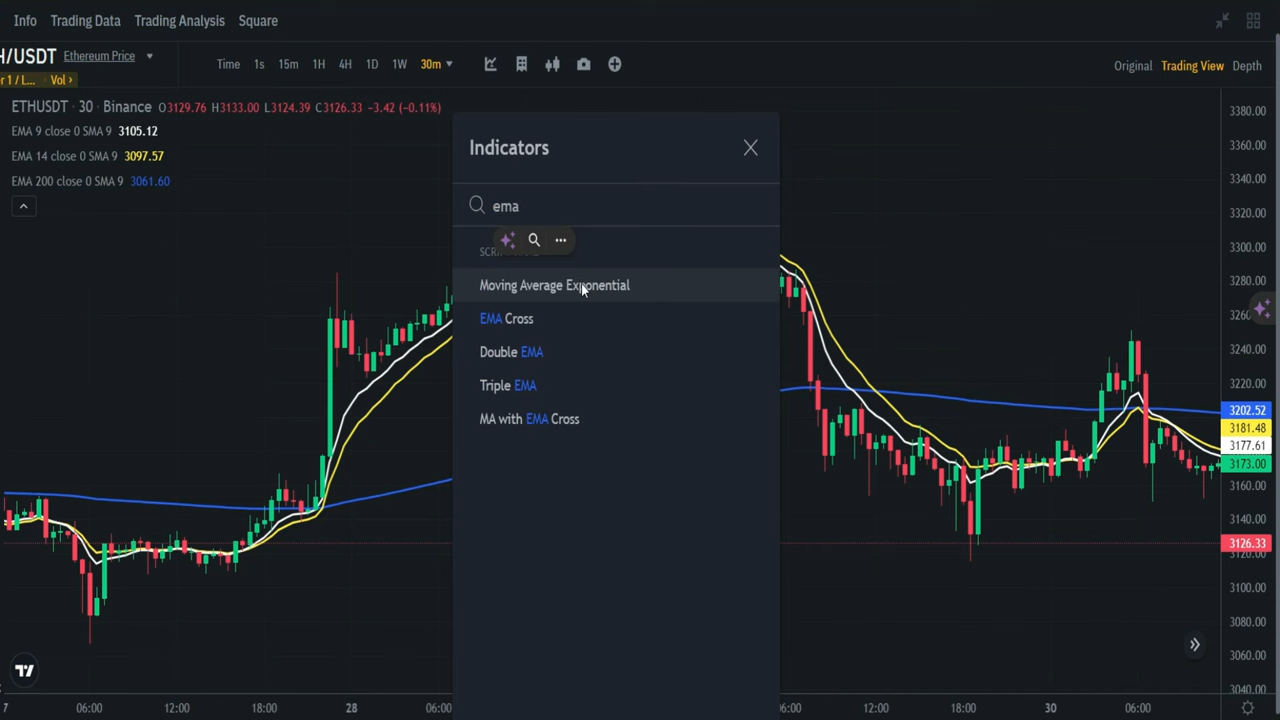 Info Trading Data Trading Analysis Square
H/USDT Ethereum Price
r 1 / L... Vol ›
Time 1s 15m 1H 4H 1D 1W 30m
Original Trading View Depth
ETHUSDT · 30 · Binance O3129.76 H3133.00 L3124.39 C3126.33 −3.42 (−0.11%)
EMA 9 close 0 SMA 9 3105.12
EMA 14 close 0 SMA 9 3097.57
EMA 200 close 0 SMA 9 3061.60
Indicators
ema
Moving Average Exponential
EMA Cross
Double EMA
Triple EMA
MA with EMA Cross
3380.00
3360.00
3340.00
3320.00
3300.00
3280.00
3240.00
3220.00
3202.52
3181.48
3177.61
3173.00
3160.00
3140.00
3126.33
3120.00
3100.00
3080.00
3060.00
3040.00
7 06:00 12:00 18:00 28 06:00 06:00 12:00 18:00 30 06:00